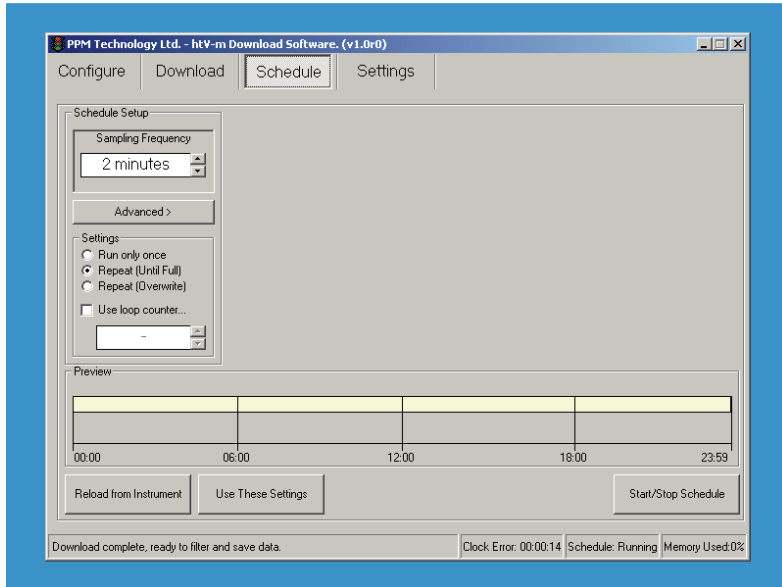 PPM Technology Ltd. - htV-m Download Software. (v1.0r0)
Configure Download Schedule Settings
Schedule Setup
Sampling Frequency
2 minutes
Advanced >
Settings
Run only once
Repeat (Until Full)
Repeat (Overwrite)
Use loop counter...
-
Preview
00:00 06:00 12:00 18:00 23:59
Reload from Instrument Use These Settings Start/Stop Schedule
Download complete, ready to filter and save data. Clock Error: 00:00:14 Schedule: Running Memory Used:0%